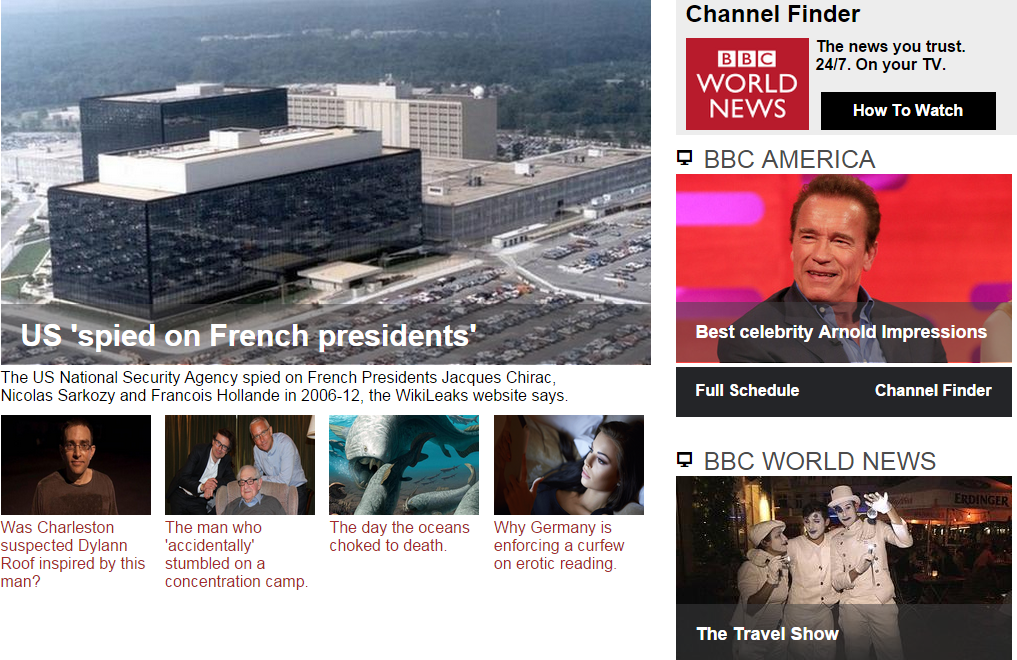 US 'spied on French presidents'
The US National Security Agency spied on French Presidents Jacques Chirac,
Nicolas Sarkozy and Francois Hollande in 2006-12, the WikiLeaks website says.
Was Charleston
suspected Dylann
Roof inspired by this
man?
The man who
'accidentally'
stumbled on a
concentration camp.
The day the oceans
choked to death.
Why Germany is
enforcing a curfew
on erotic reading.
Channel Finder
BBC
WORLD
NEWS
The news you trust.
24/7. On your TV.
How To Watch
BBC AMERICA
Best celebrity Arnold Impressions
Full Schedule
Channel Finder
BBC WORLD NEWS
ERDINGER
The Travel Show